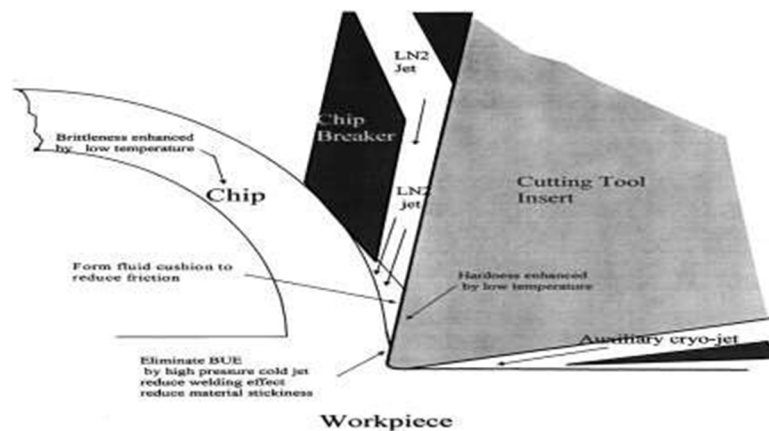 LN2
Jet
Chip
Breaker
Brittleness enhanced
by low temperature
Chip
LN2
jet
Cutting Tool
Insert
Form fluid cushion to
reduce friction
Hardness enhanced
by low temperature
Auxiliary cryo-jet
Eliminate BUE
by high pressure cold jet
reduce welding effect
reduce material stickiness
Workpiece